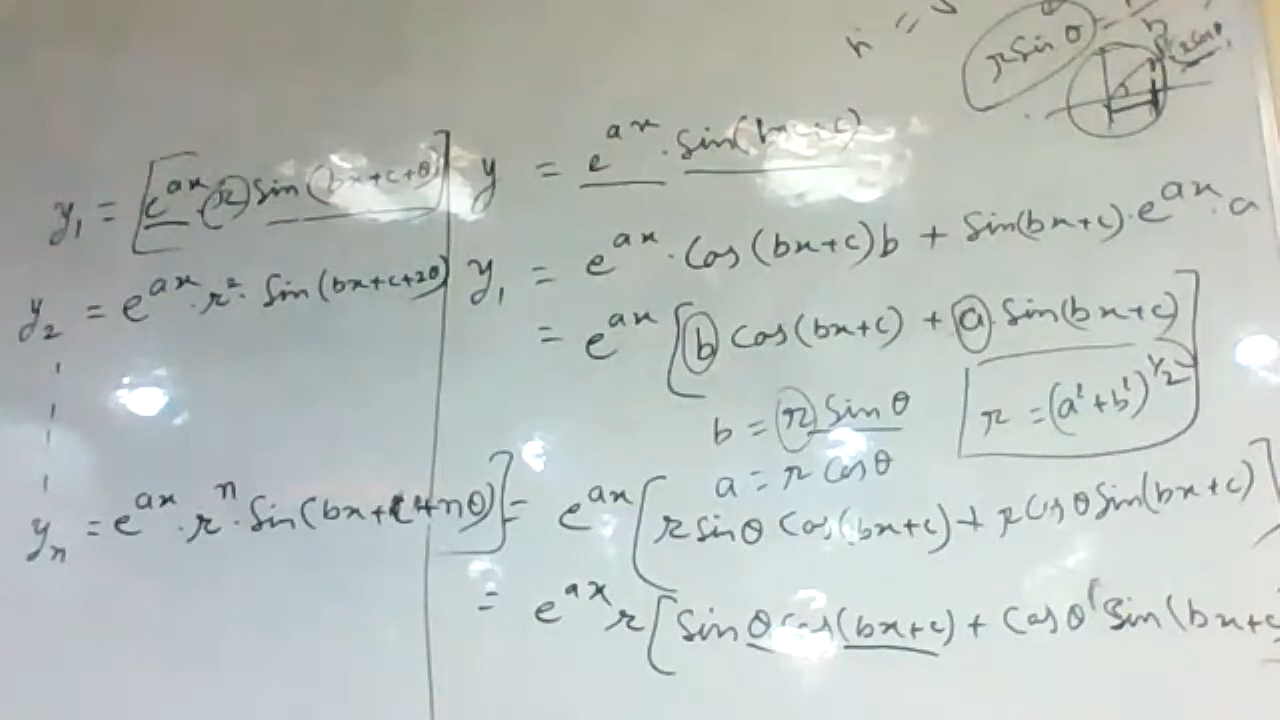 r sin θ
y = e^{ax} . sin(bx+c)
y₁ = e^{ax} . Cos(bx+c)b + Sin(bx+c) . e^{ax} . a
= e^{ax} [b Cos(bx+c) + a . Sin(bx+c)]
b = r Sin θ
a = r Cos θ
r = (a²+b²)^{1/2}
= e^{ax} [r sin θ Cos(bx+c) + r Cos θ Sin(bx+c)]
= e^{ax} r [Sin θ Cos(bx+c) + Cos θ Sin(bx+c
y₁ = [e^{ax} r sin(bx+c+θ)]
y₂ = e^{ax} . r² . Sin(bx+c+2θ)
yₙ = e^{ax} . rⁿ . Sin(bx+c+nθ)]